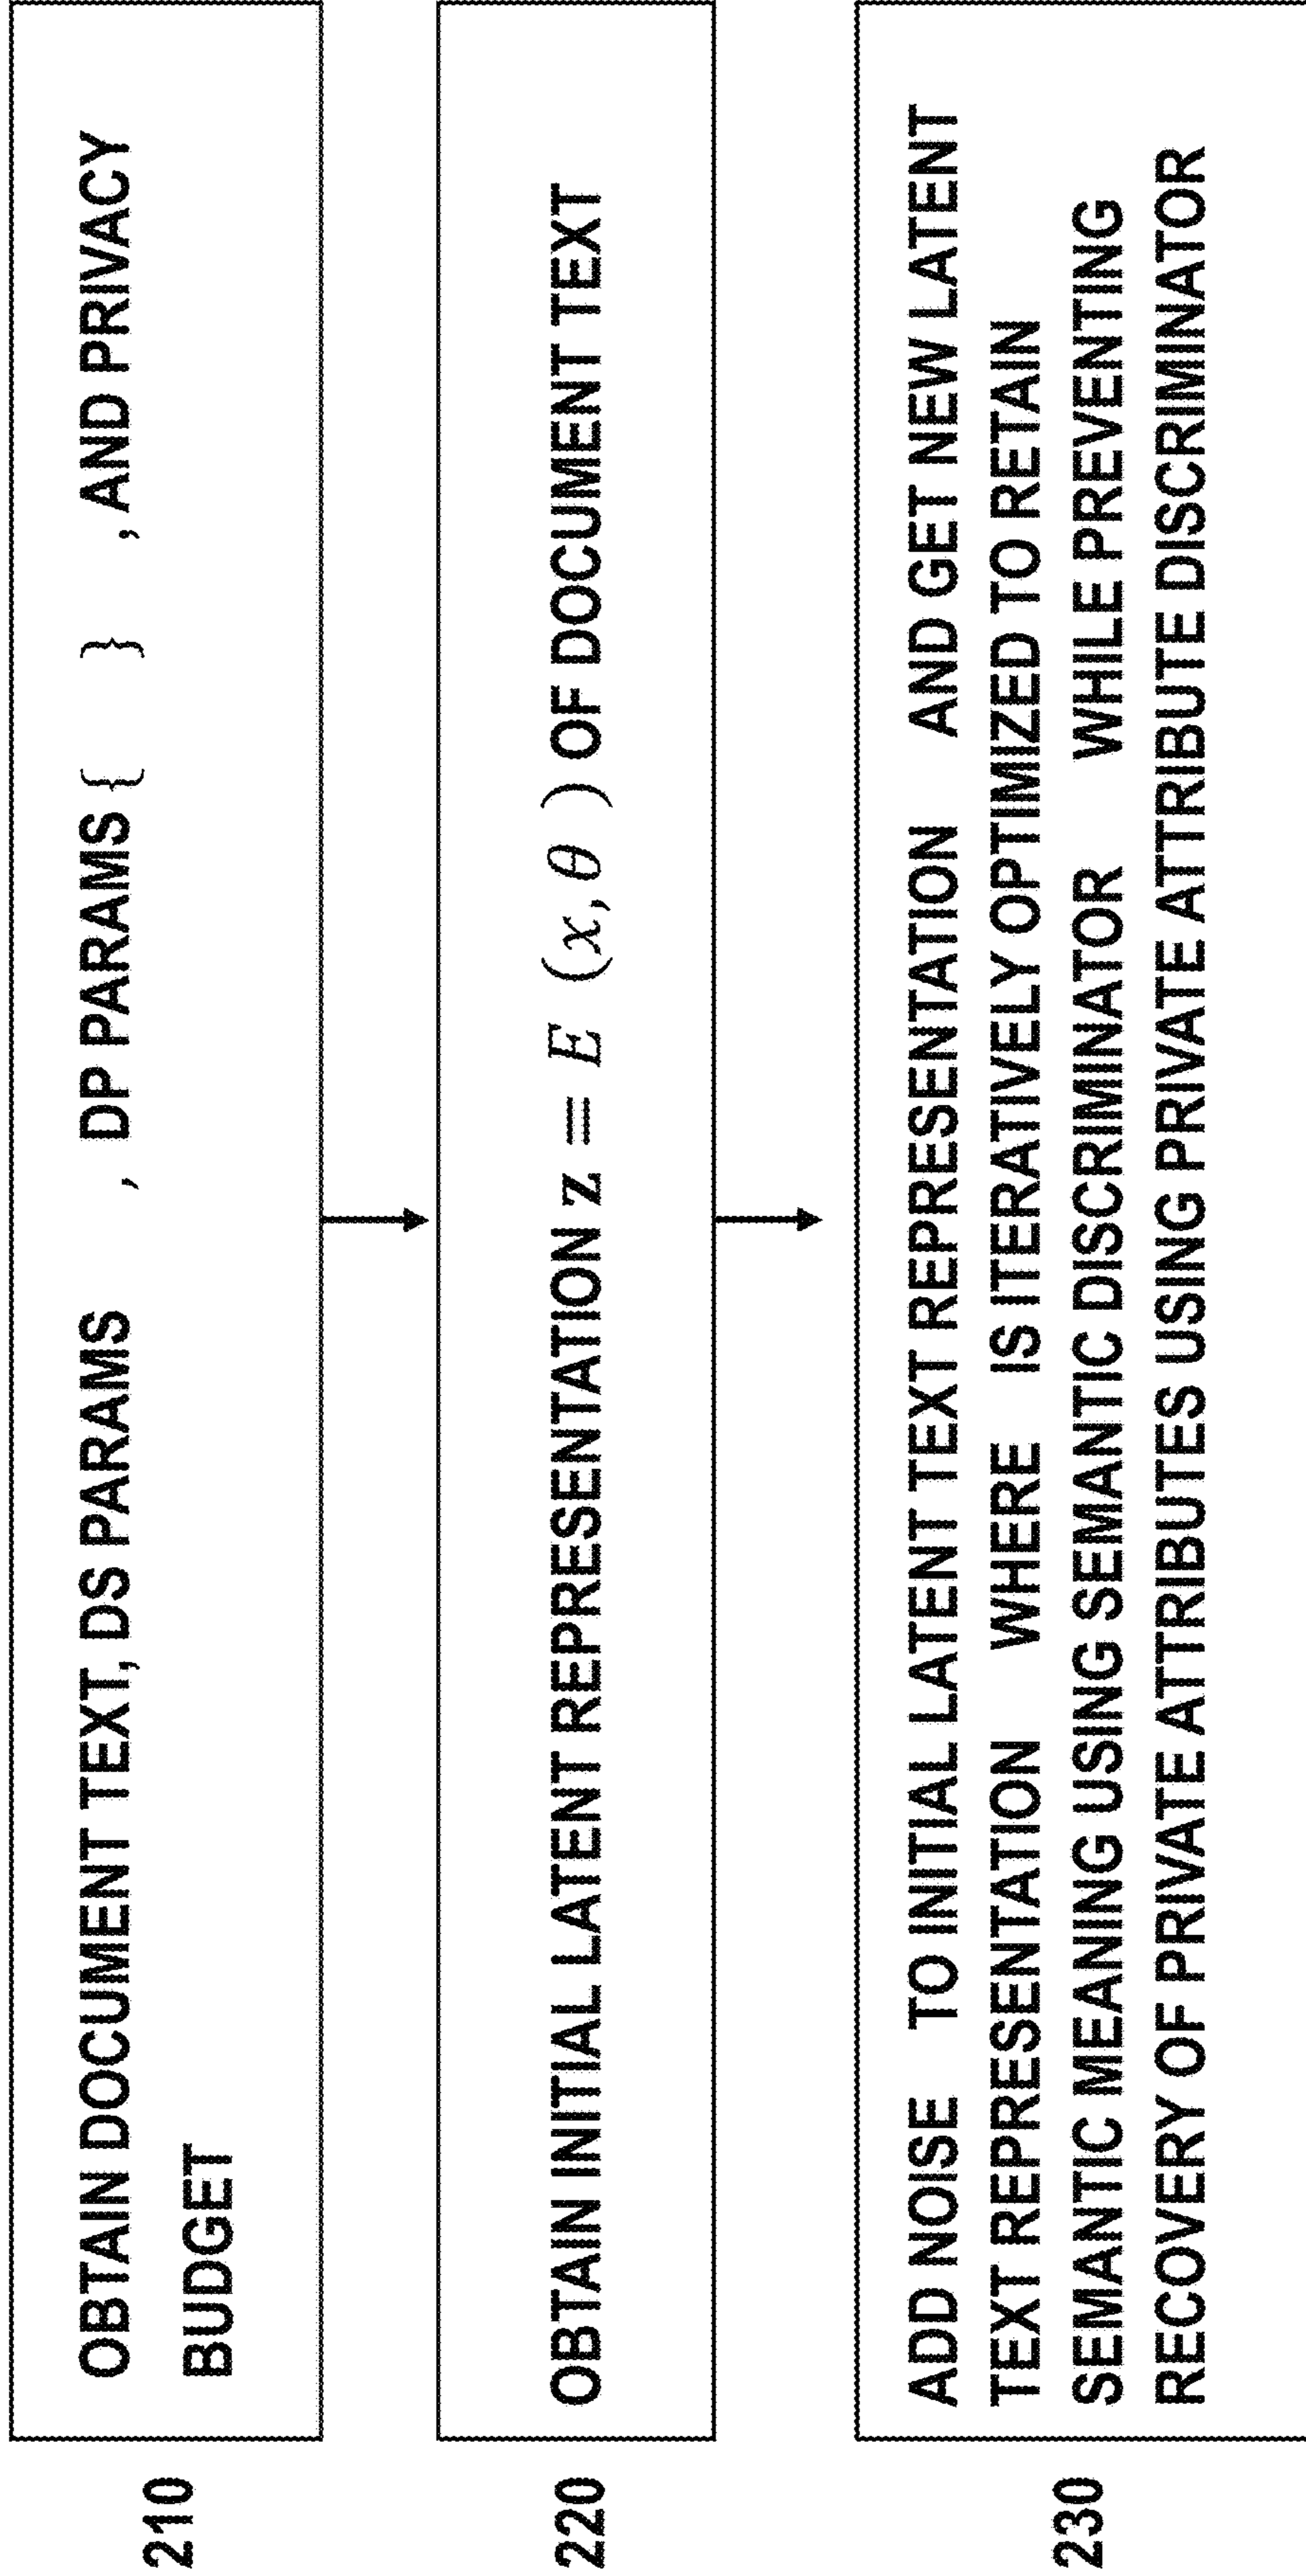 210
OBTAIN DOCUMENT TEXT, DS PARAMS , DP PARAMS { } , AND PRIVACY
BUDGET
220
OBTAIN INITIAL LATENT REPRESENTATION z = E (x, θ ) OF DOCUMENT TEXT
230
ADD NOISE TO INITIAL LATENT TEXT REPRESENTATION AND GET NEW LATENT
TEXT REPRESENTATION WHERE IS ITERATIVELY OPTIMIZED TO RETAIN
SEMANTIC MEANING USING SEMANTIC DISCRIMINATOR WHILE PREVENTING
RECOVERY OF PRIVATE ATTRIBUTES USING PRIVATE ATTRIBUTE DISCRIMINATOR